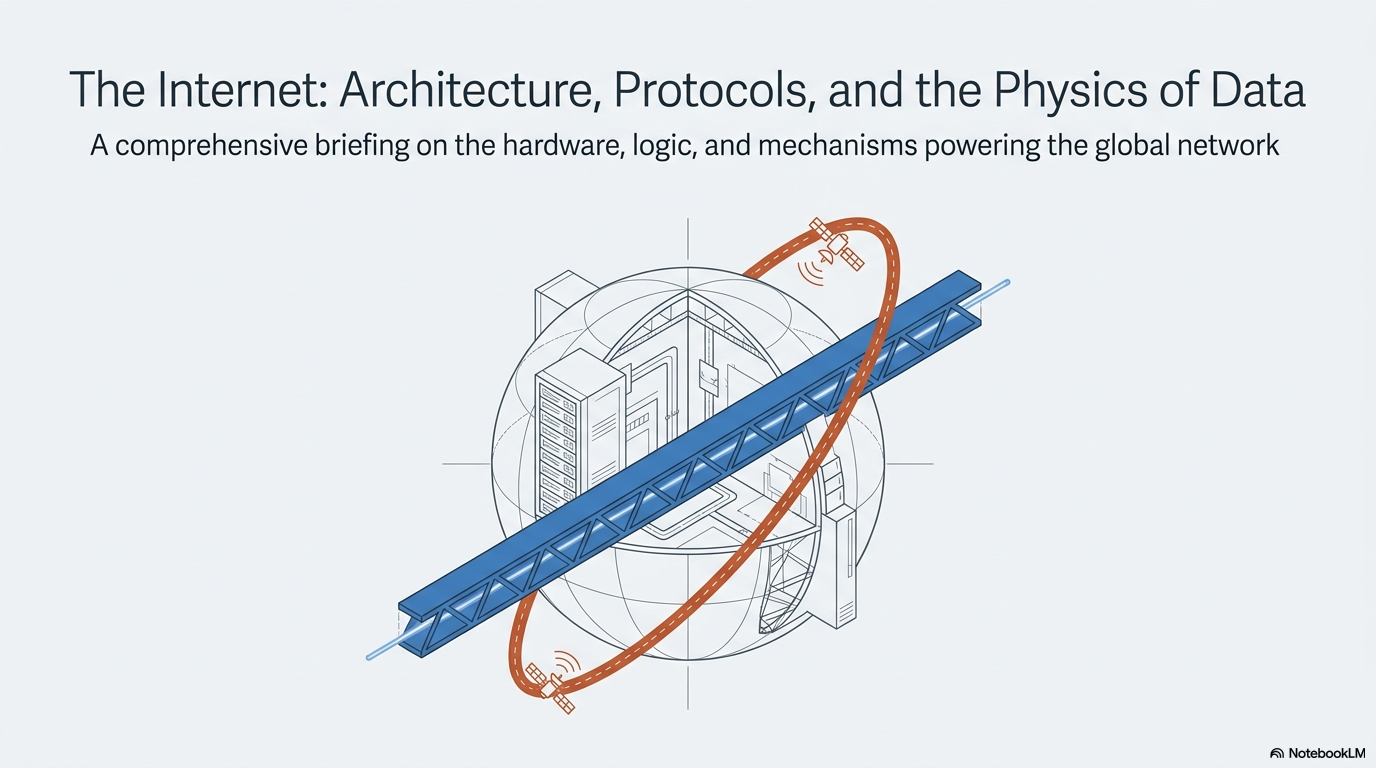 The Internet: Architecture, Protocols, and the Physics of Data
A comprehensive briefing on the hardware, logic, and mechanisms powering the global network
NotebookLM